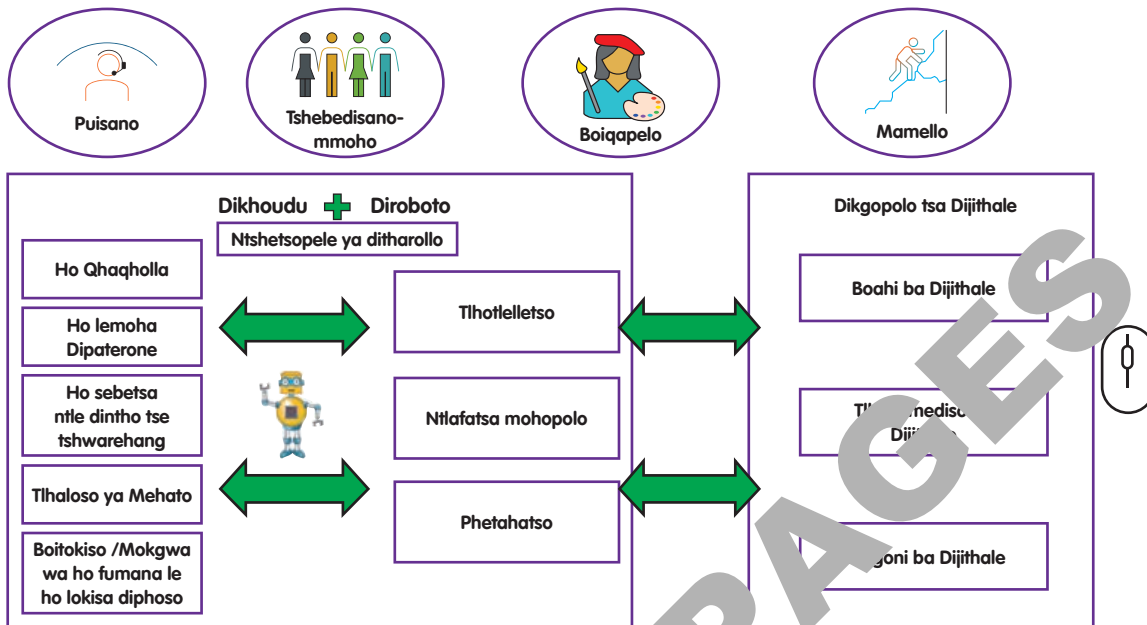 Puisano
Tshebedisano-
mmoho
Boiqapelo
Mamello
Dikhoudu
Diroboto
Ntshetsopele ya ditharollo
Ho Qhaqholla
Ho lemoha
Dipaterone
Ho sebetsa
ntle dintho tse
tshwarehang
Tlhaloso ya Mehato
Boitokiso /Mokgwa
wa ho fumana le
ho lokisa diphoso
Tlhotlelletso
Ntlafatsa mohopolo
Phetahatso
Dikgopolo tsa Dijithale
Boahi ba Dijithale
ba Dijithale
PAGES